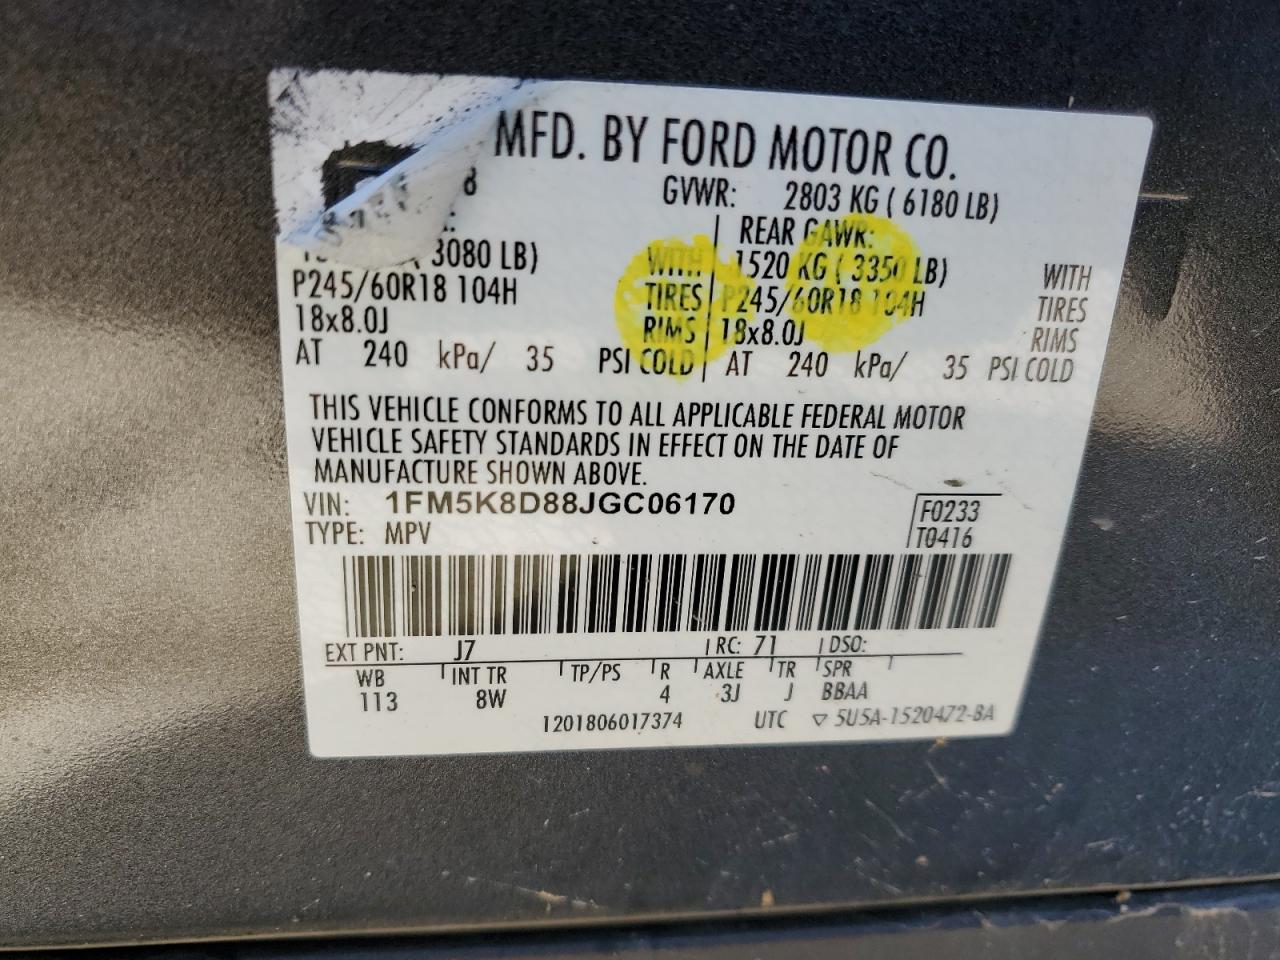 MFD. BY FORD MOTOR CO.
8 GVWR: 2803 KG ( 6180 LB)
REAR GAWR:
3080 LB) WITH 1520 KG ( 3350 LB) WITH
P245/60R18 104H TIRES P245/60R18 104H TIRES
18x8.0J RIMS 18x8.0J RIMS
AT 240 kPa/ 35 PSI COLD AT 240 kPa/ 35 PSI COLD
THIS VEHICLE CONFORMS TO ALL APPLICABLE FEDERAL MOTOR
VEHICLE SAFETY STANDARDS IN EFFECT ON THE DATE OF
MANUFACTURE SHOWN ABOVE.
VIN: 1FM5K8D88JGC06170 F0233
TYPE: MPV T0416
EXT PNT: J7 RC: 71 DSO:
WB INT TR TP/PS R AXLE TR SPR
113 8W 4 3J J BBAA
1201806017374 UTC ▽ 5U5A-1520472-BA